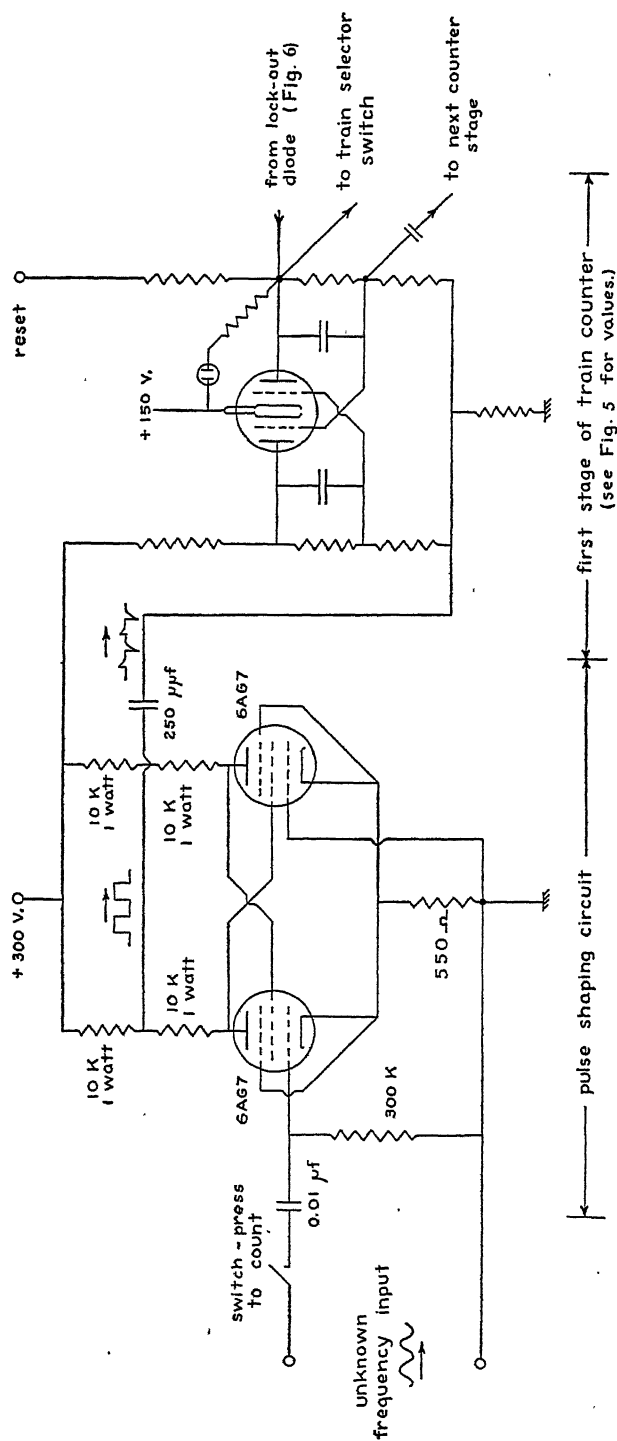 + 300 V.
10 K
1 watt
10 K
1 watt
10 K
1 watt
10 K
1 watt
250 μμf
6AG7
6AG7
switch - press
to count
0.01 μf
300 K
550 Ω
unknown
frequency input
pulse shaping circuit
reset
+ 150 V.
from lock-out
diode (Fig. 6)
to train selector
switch
to next counter
stage
first stage of train counter
(see Fig. 5 for values.)